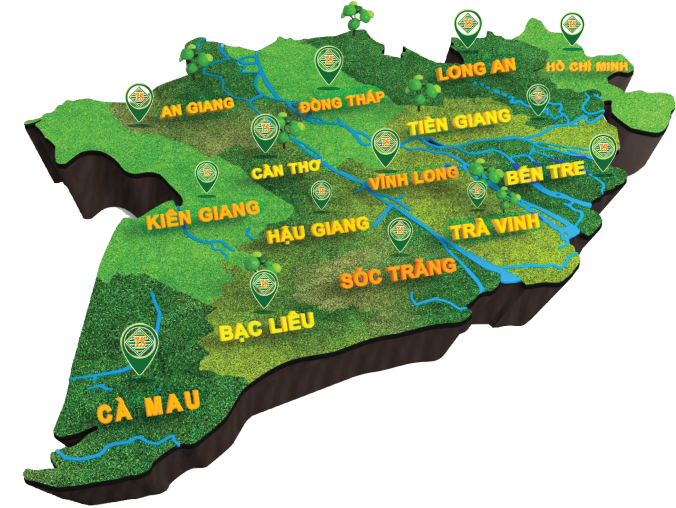 LONG AN
HỒ CHÍ MINH
AN GIANG
ĐỒNG THÁP
TIỀN GIANG
CẦN THƠ
VĨNH LONG
BẾN TRE
KIÊN GIANG
HẬU GIANG
TRÀ VINH
SÓC TRĂNG
BẠC LIÊU
CÀ MAU